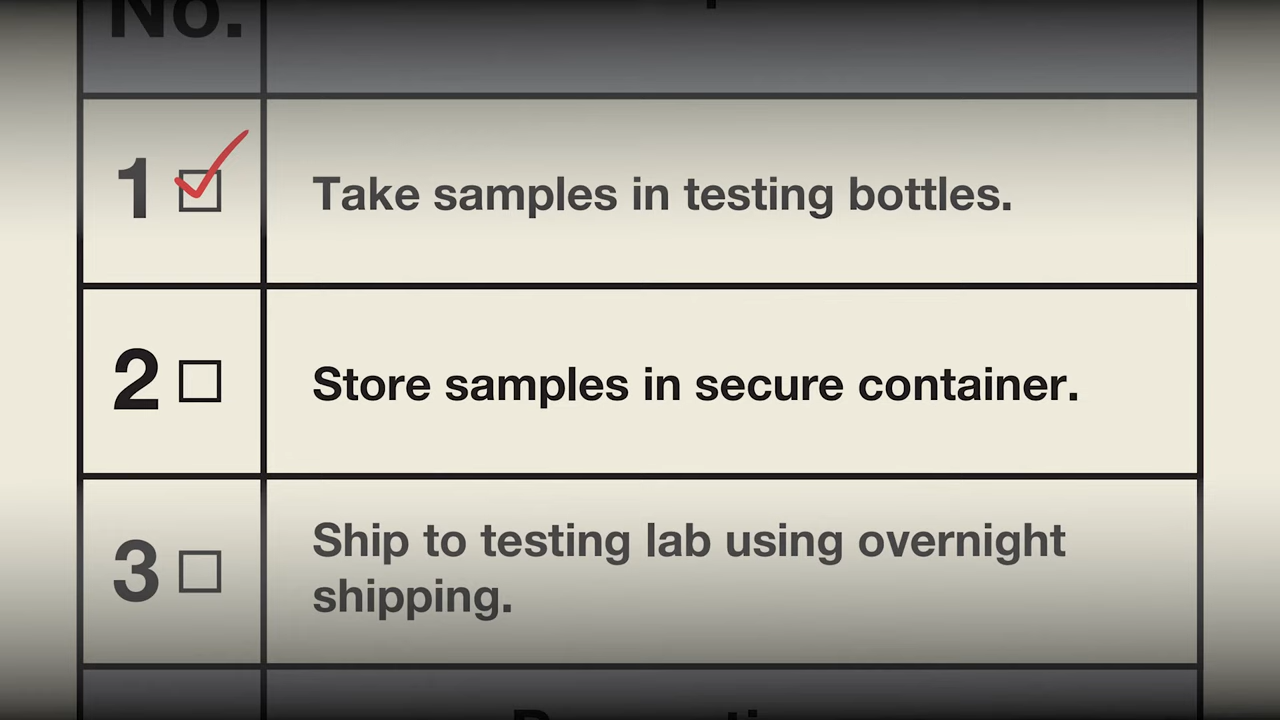 No.
1 Take samples in testing bottles.
2 Store samples in secure container.
3 Ship to testing lab using overnight
shipping.